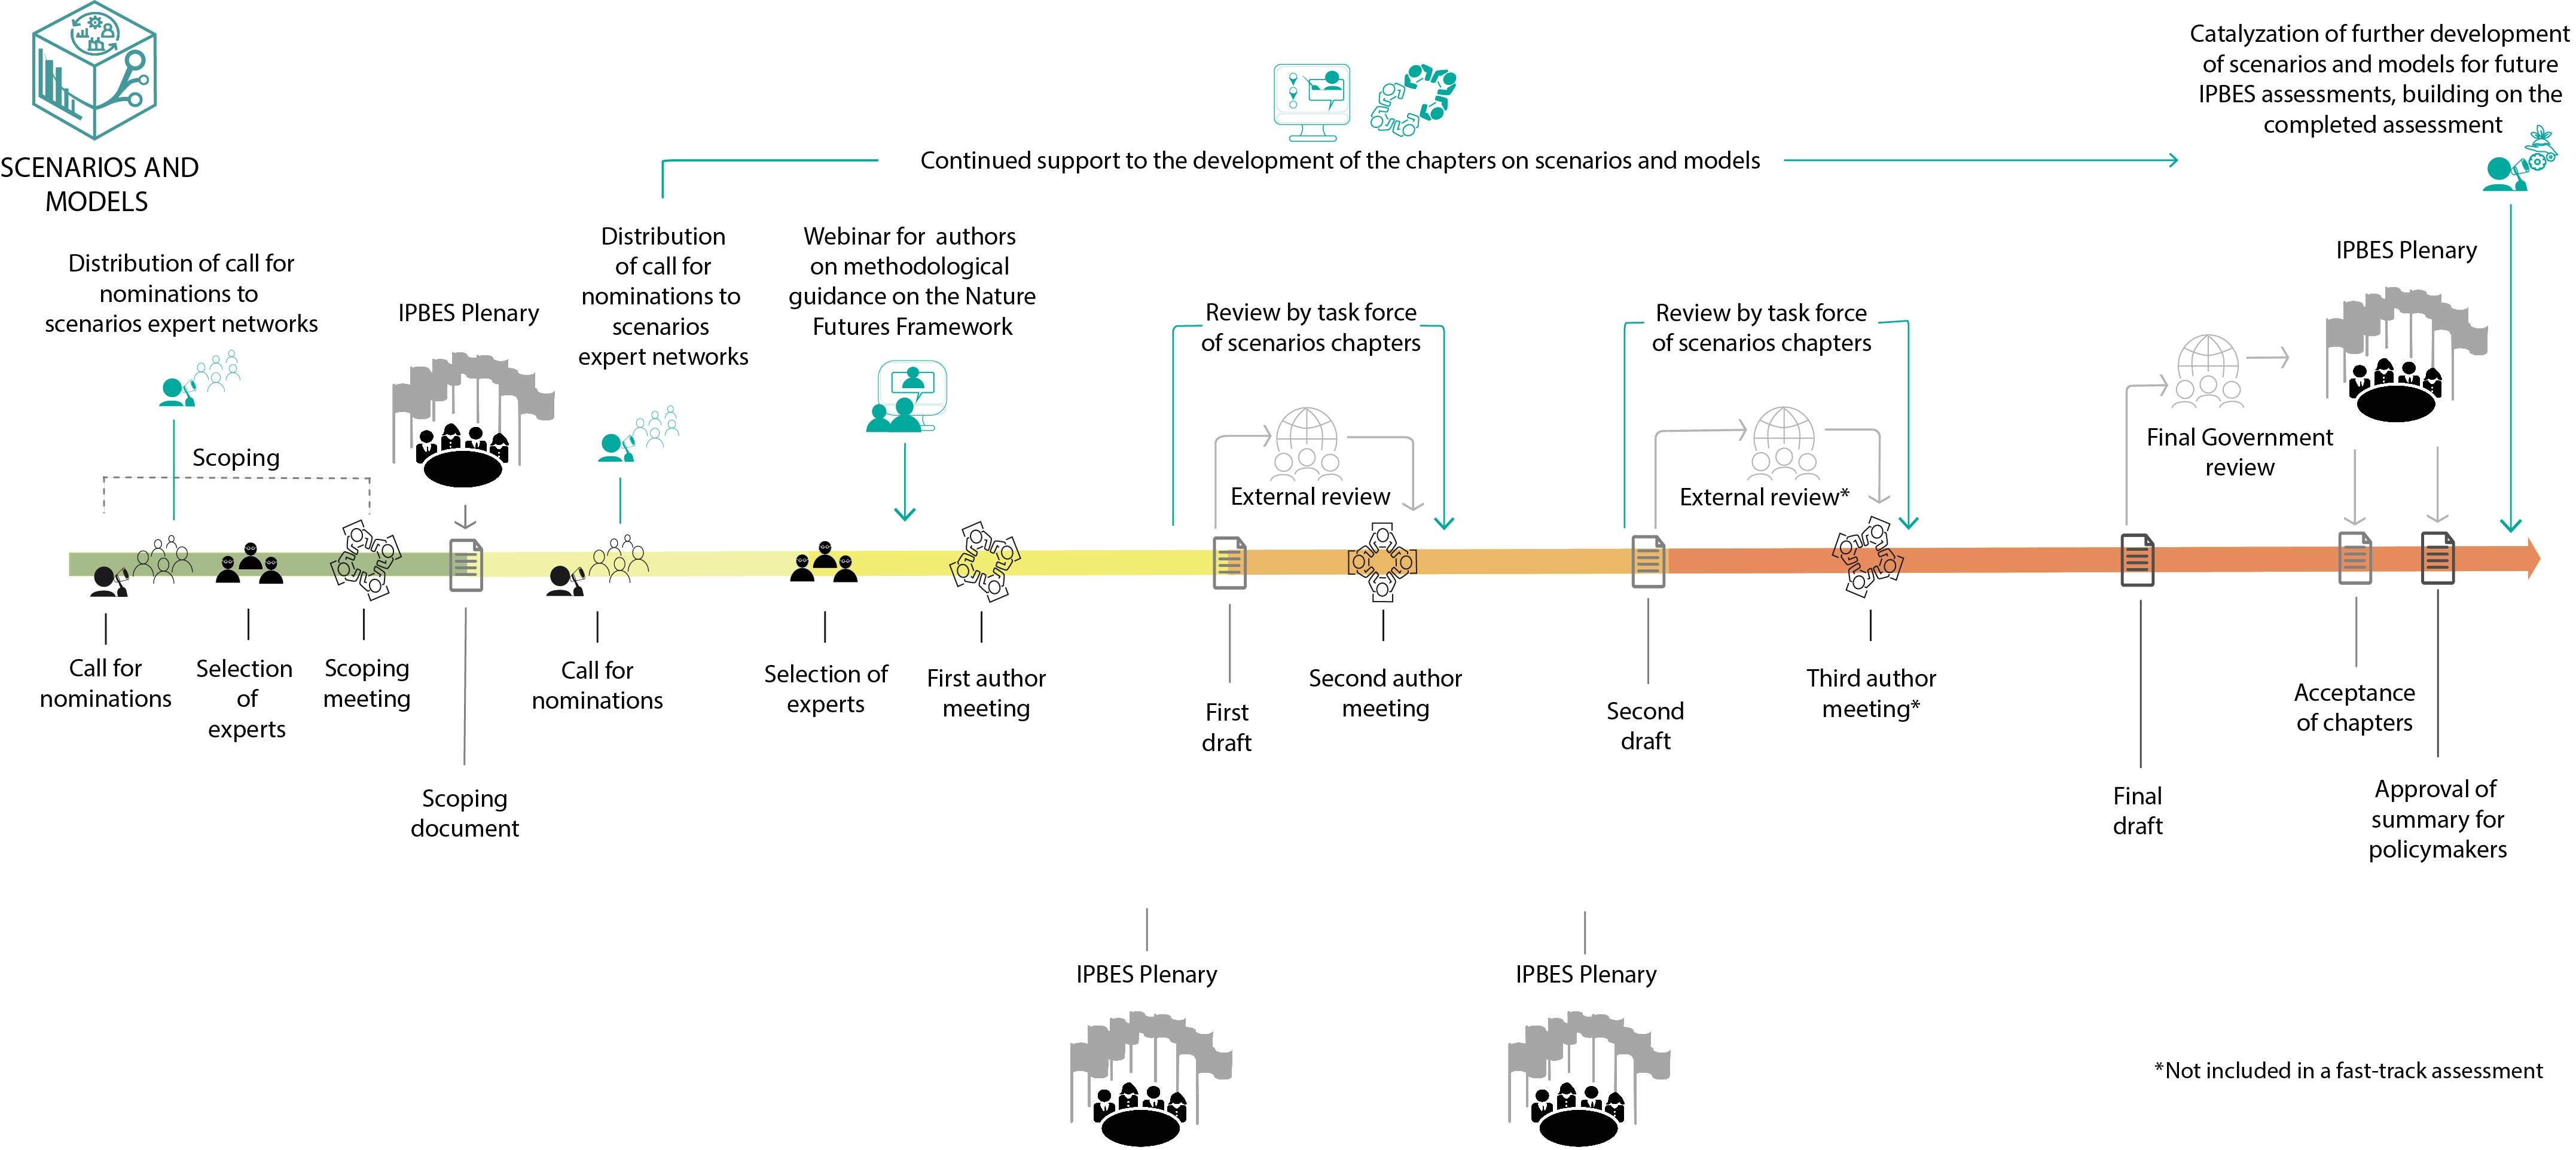 SCENARIOS AND
MODELS
Catalyzation of further development
of scenarios and models for future
IPBES assessments, building on the
completed assessment
Continued support to the development of the chapters on scenarios and models
Distribution of call for
nominations to
scenarios expert networks
IPBES Plenary
Distribution
of call for
nominations to
scenarios
expert networks
Webinar for authors
on methodological
guidance on the Nature
Futures Framework
Review by task force
of scenarios chapters
Review by task force
of scenarios chapters
IPBES Plenary
Scoping
External review
External review*
Final Government
review
Call for
nominations
Selection
of
experts
Scoping
meeting
Scoping
document
Call for
nominations
Selection of
experts
First author
meeting
First
draft
Second author
meeting
Second
draft
Third author
meeting*
Final
draft
Acceptance
of chapters
Approval of
summary for
policymakers
IPBES Plenary
IPBES Plenary
*Not included in a fast-track assessment